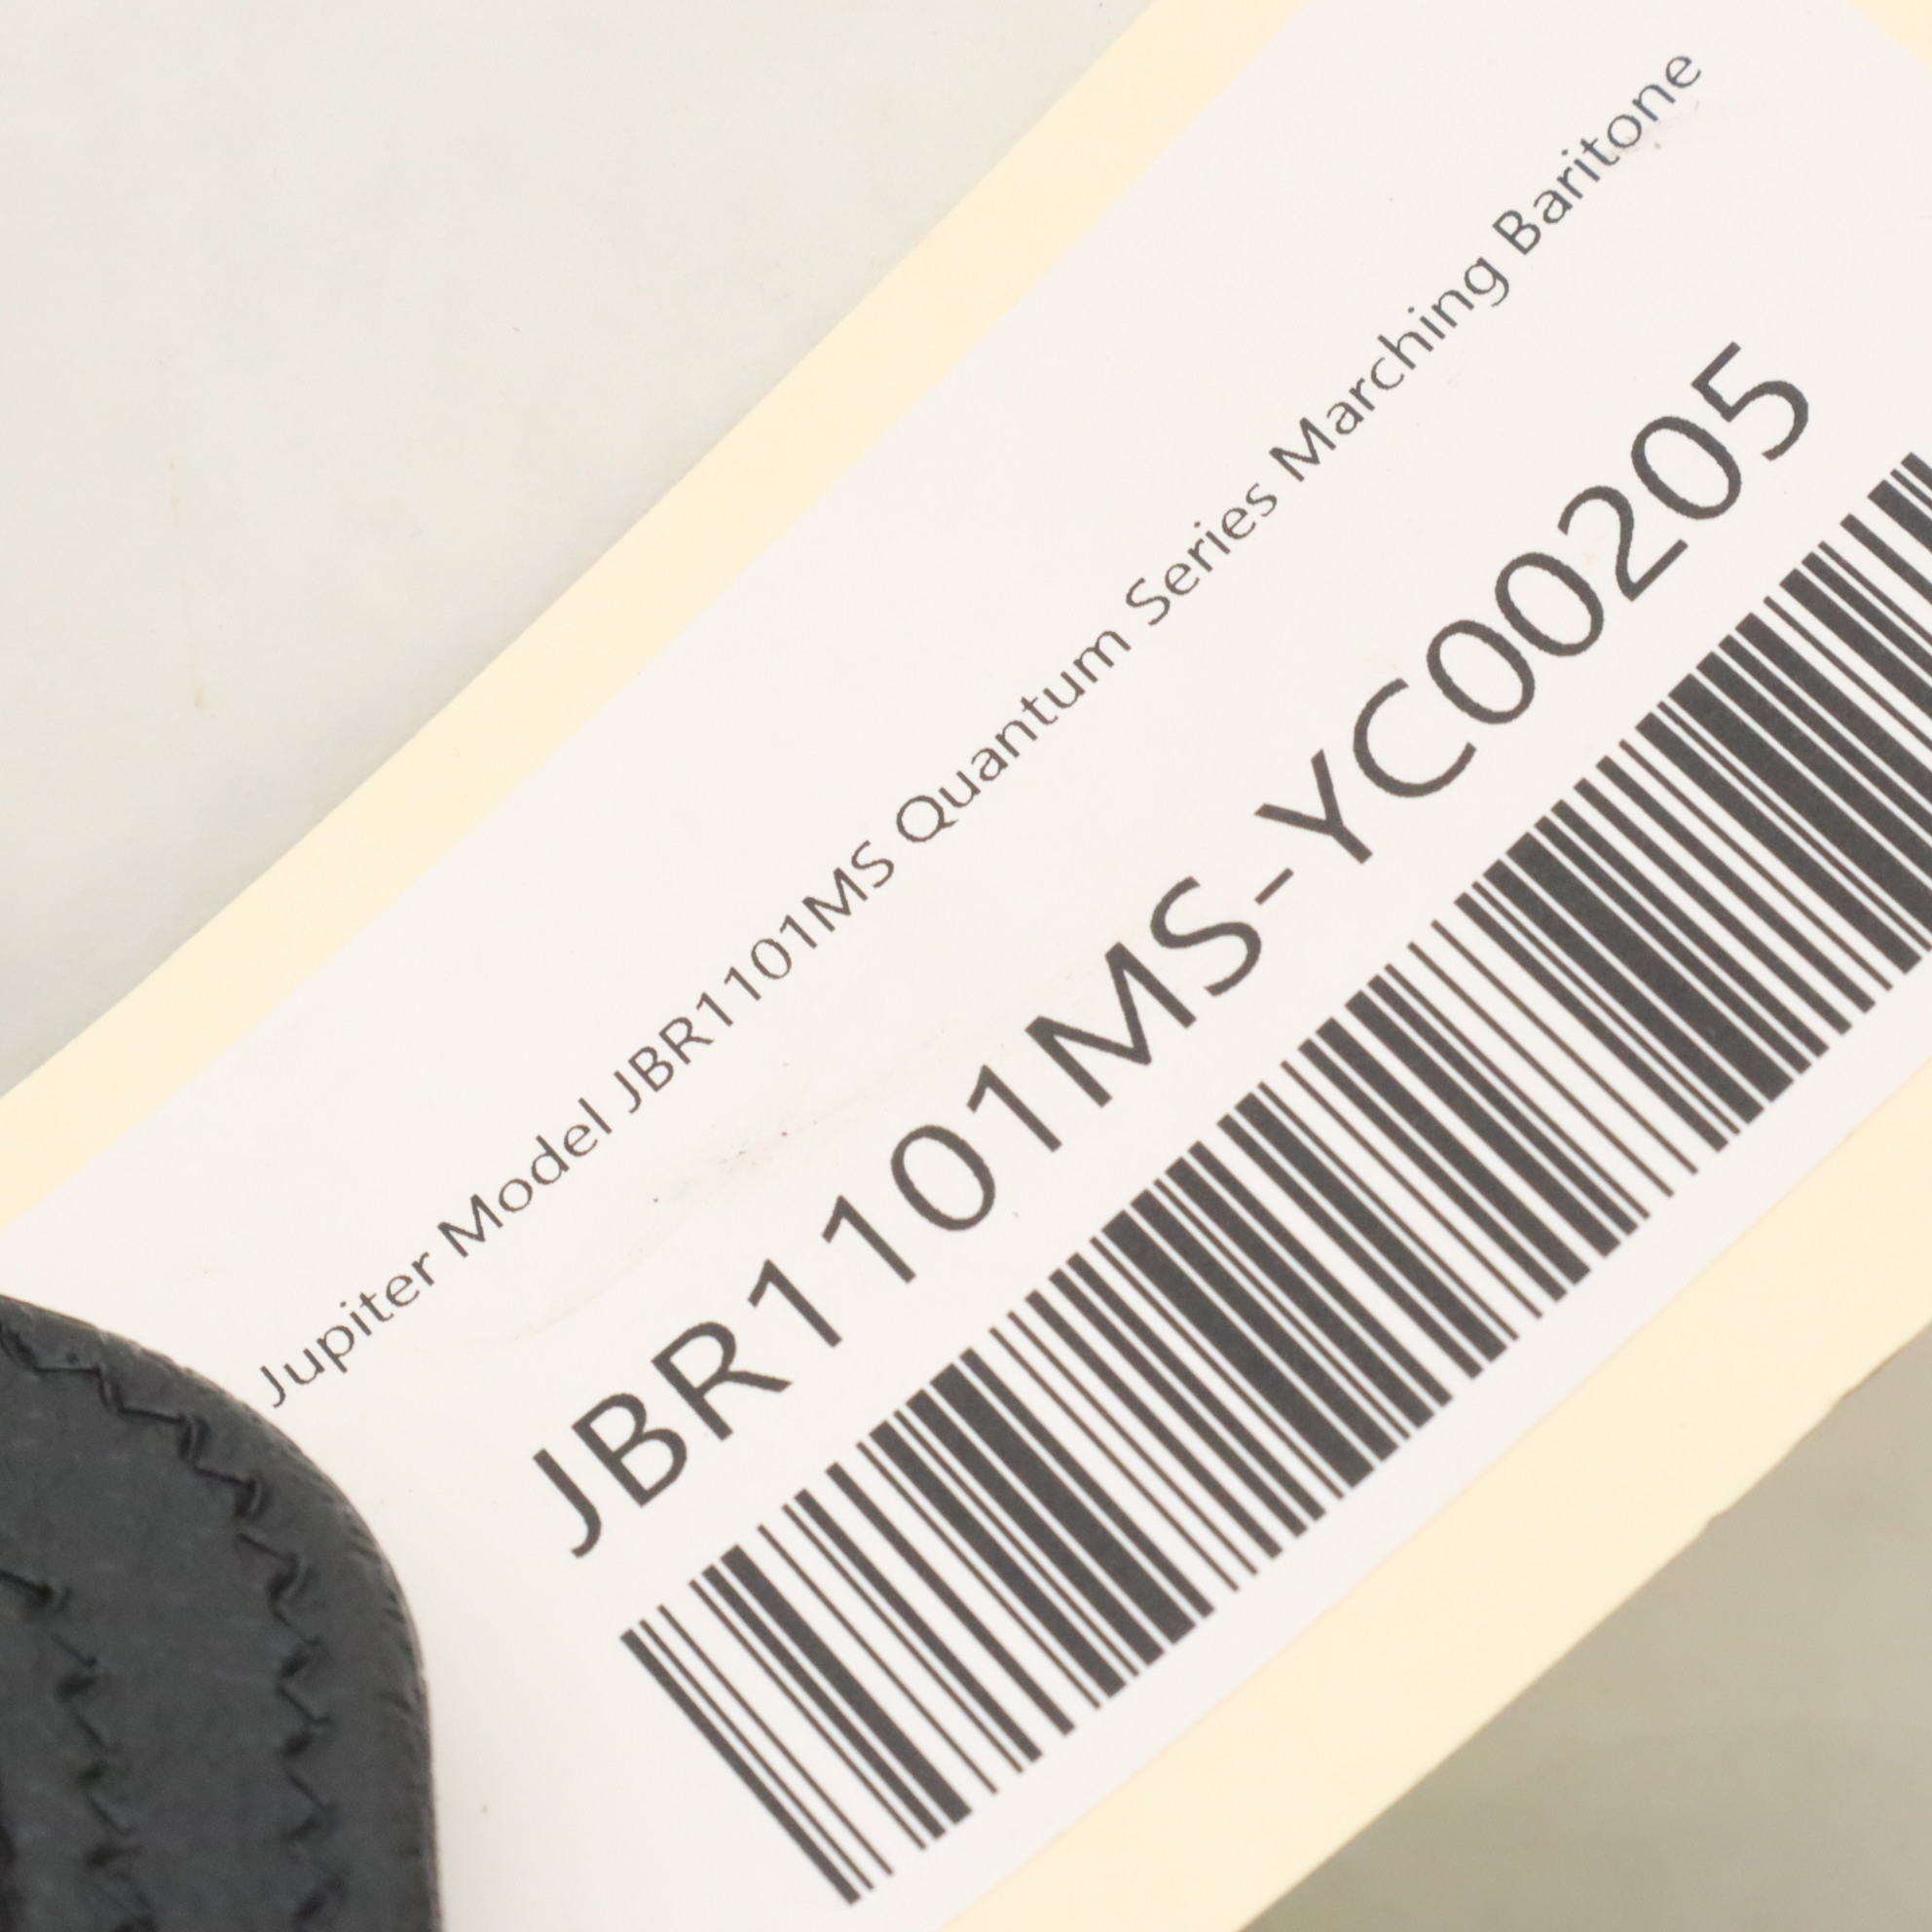 Jupiter Model JBR1101MS Quantum Series Marching Baritone
JBR1101MS-YC00205